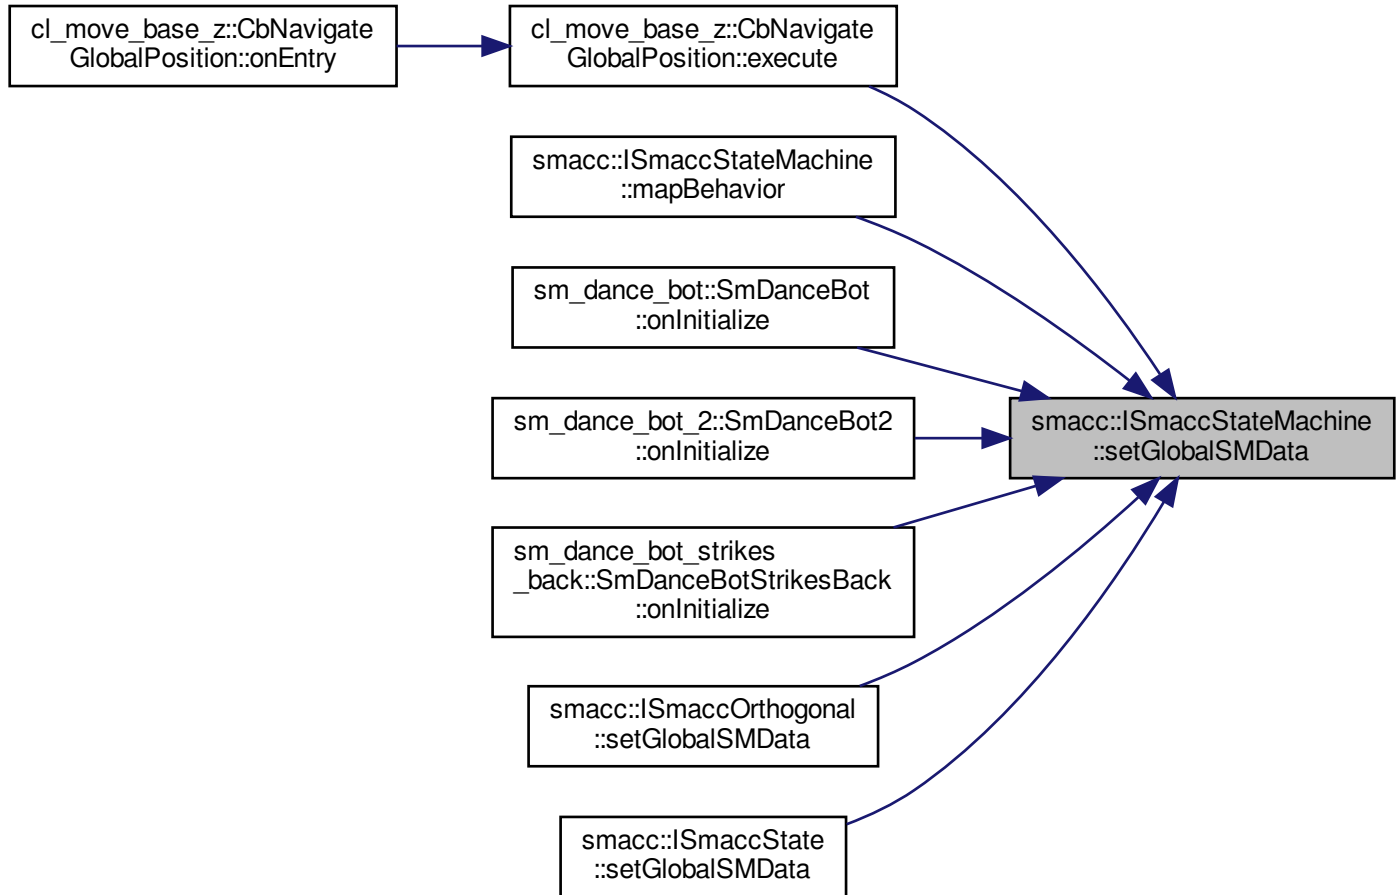 cl_move_base_z::CbNavigate
GlobalPosition::onEntry
cl_move_base_z::CbNavigate
GlobalPosition::execute
smacc::ISmaccStateMachine
::mapBehavior
sm_dance_bot::SmDanceBot
::onInitialize
sm_dance_bot_2::SmDanceBot2
::onInitialize
sm_dance_bot_strikes
_back::SmDanceBotStrikesBack
::onInitialize
smacc::ISmaccOrthogonal
::setGlobalSMData
smacc::ISmaccState
::setGlobalSMData
smacc::ISmaccStateMachine
::setGlobalSMData